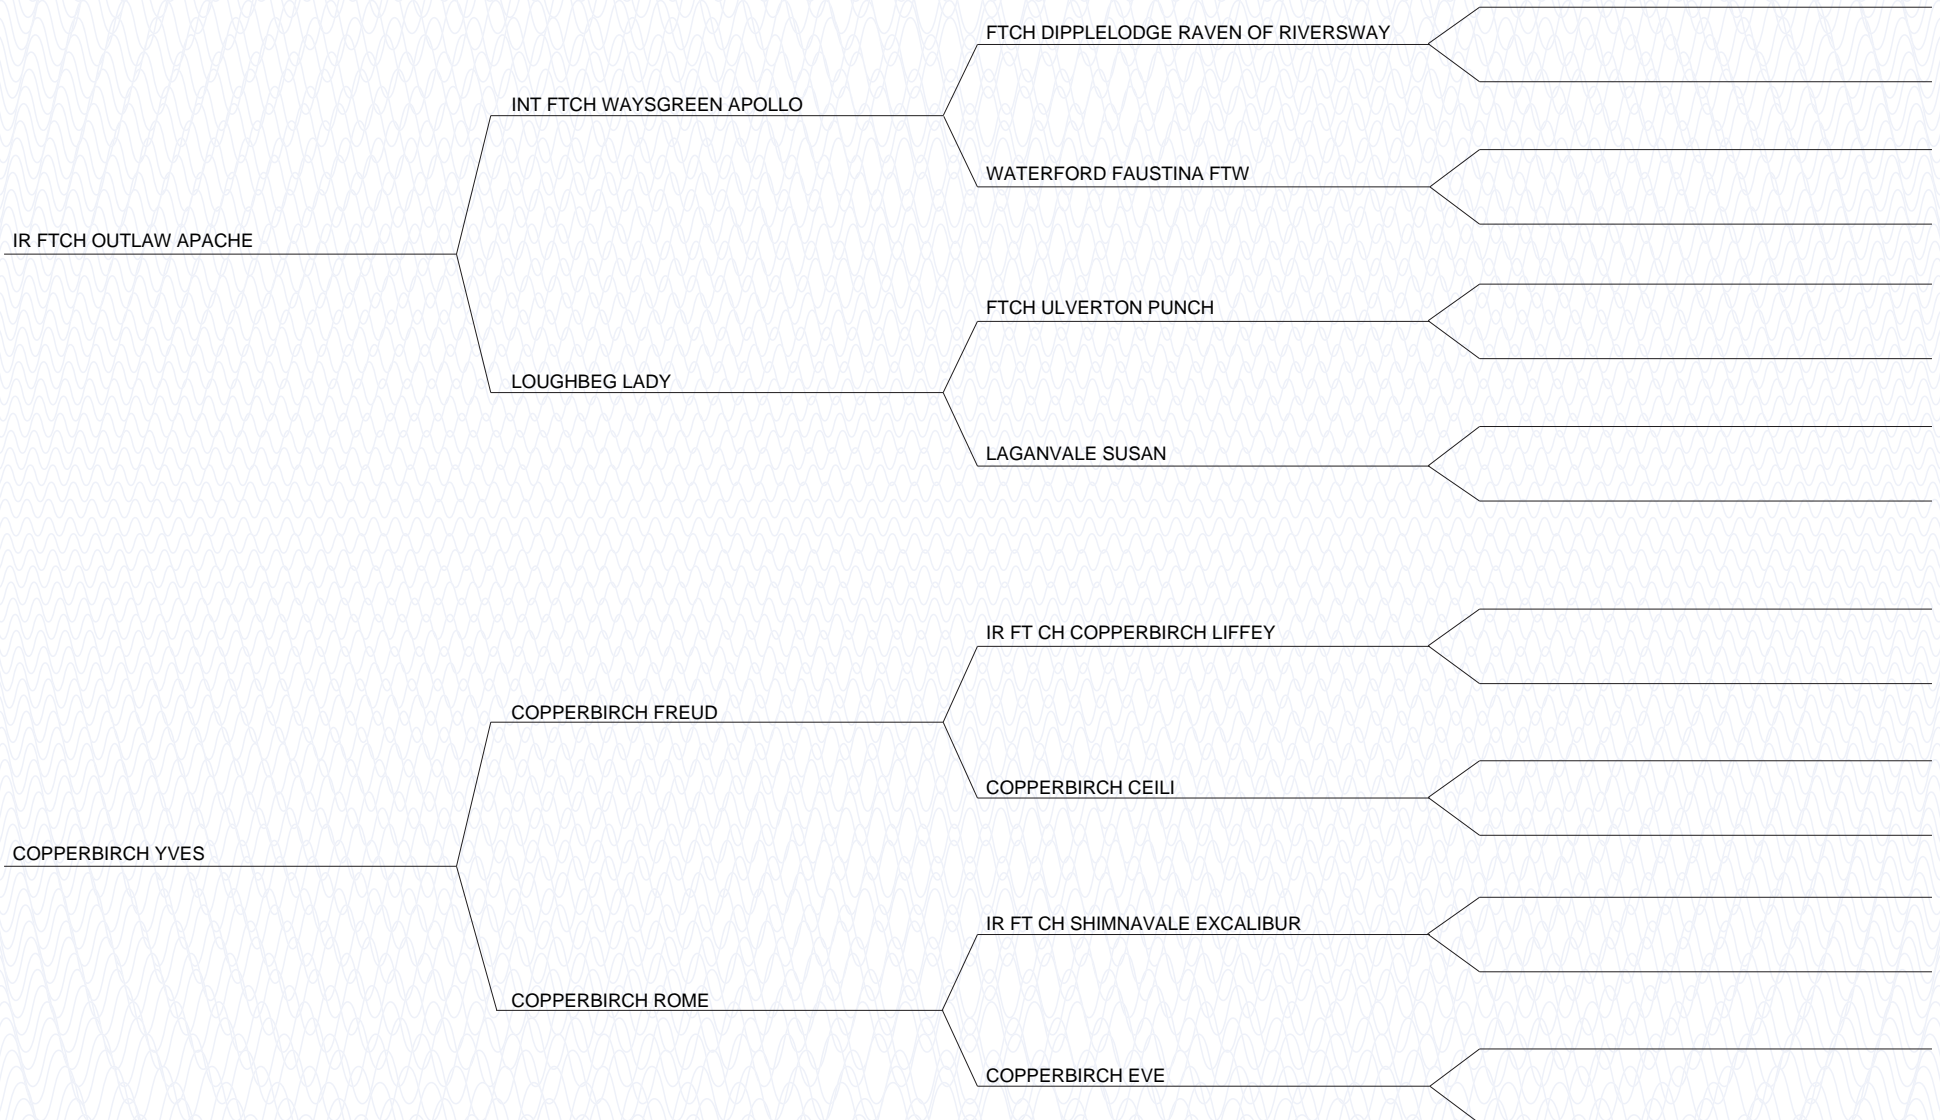 FTCH DIPPLELODGE RAVEN OF RIVERSWAY
INT FTCH WAYSGREEN APOLLO
WATERFORD FAUSTINA FTW
IR FTCH OUTLAW APACHE
FTCH ULVERTON PUNCH
LOUGHBEG LADY
LAGANVALE SUSAN
IR FT CH COPPERBIRCH LIFFEY
COPPERBIRCH FREUD
COPPERBIRCH CEILI
COPPERBIRCH YVES
IR FT CH SHIMNAVALE EXCALIBUR
COPPERBIRCH ROME
COPPERBIRCH EVE